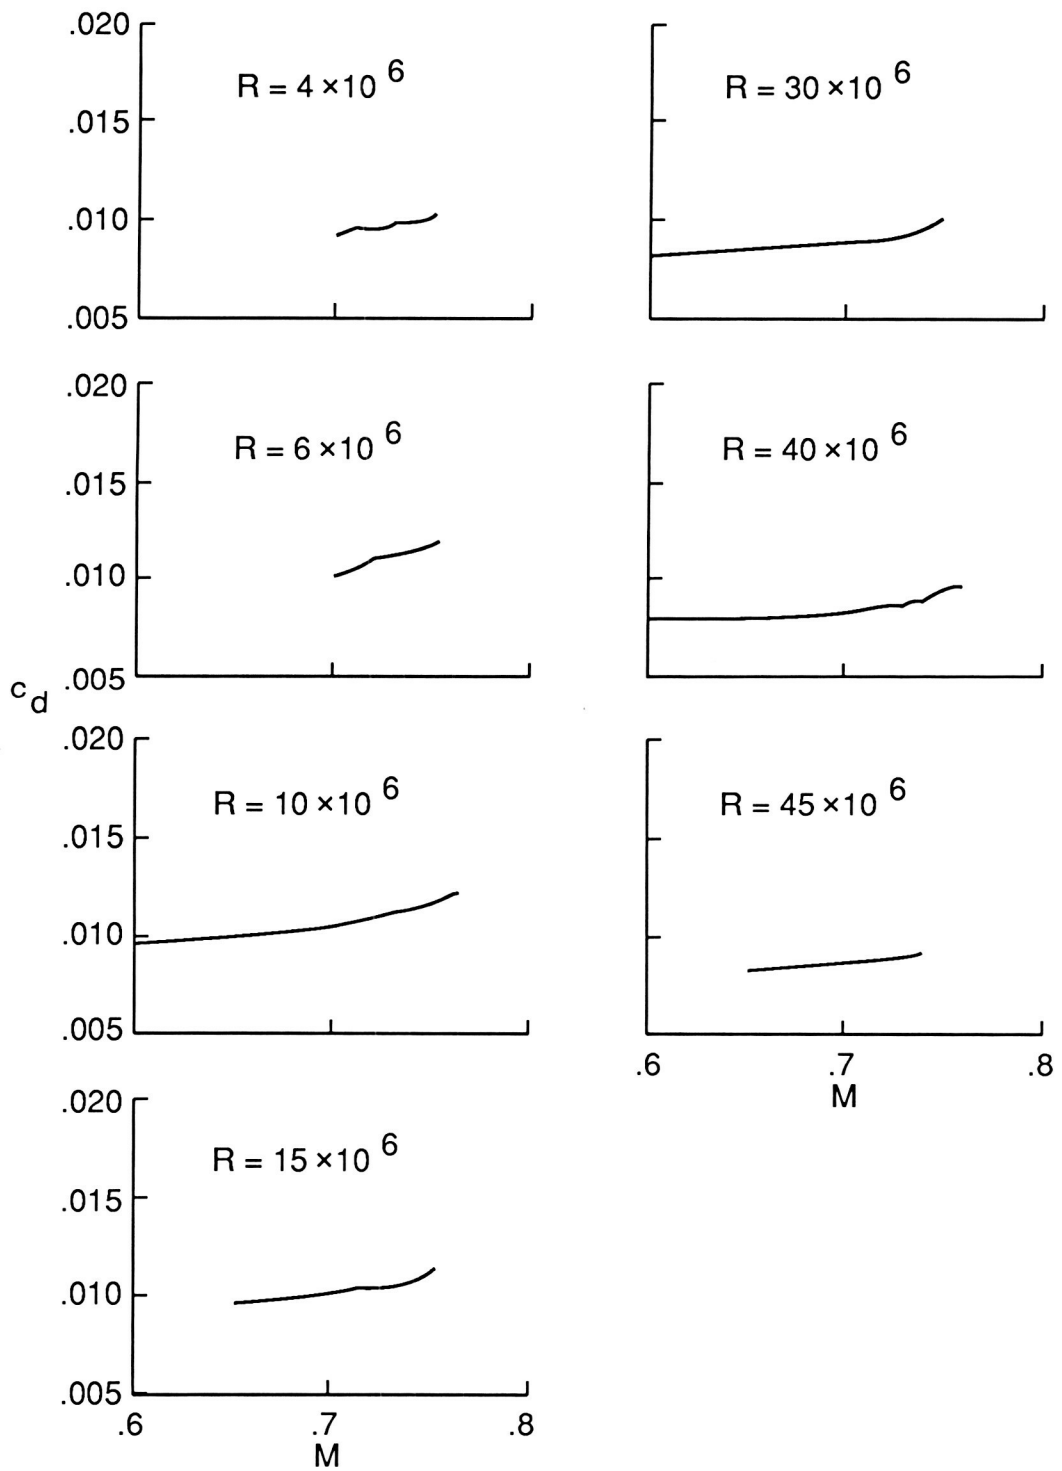 .020
R = 4 ×10 6
.015
.010
.005
R = 30 ×10 6
.020
R = 6 ×10 6
.015
.010
.005
R = 40 ×10 6
cd
.020
R = 10 ×10 6
.015
.010
.005
R = 45 ×10 6
.6 .7 .8
M
.020
R = 15 ×10 6
.015
.010
.005
.6 .7 .8
M